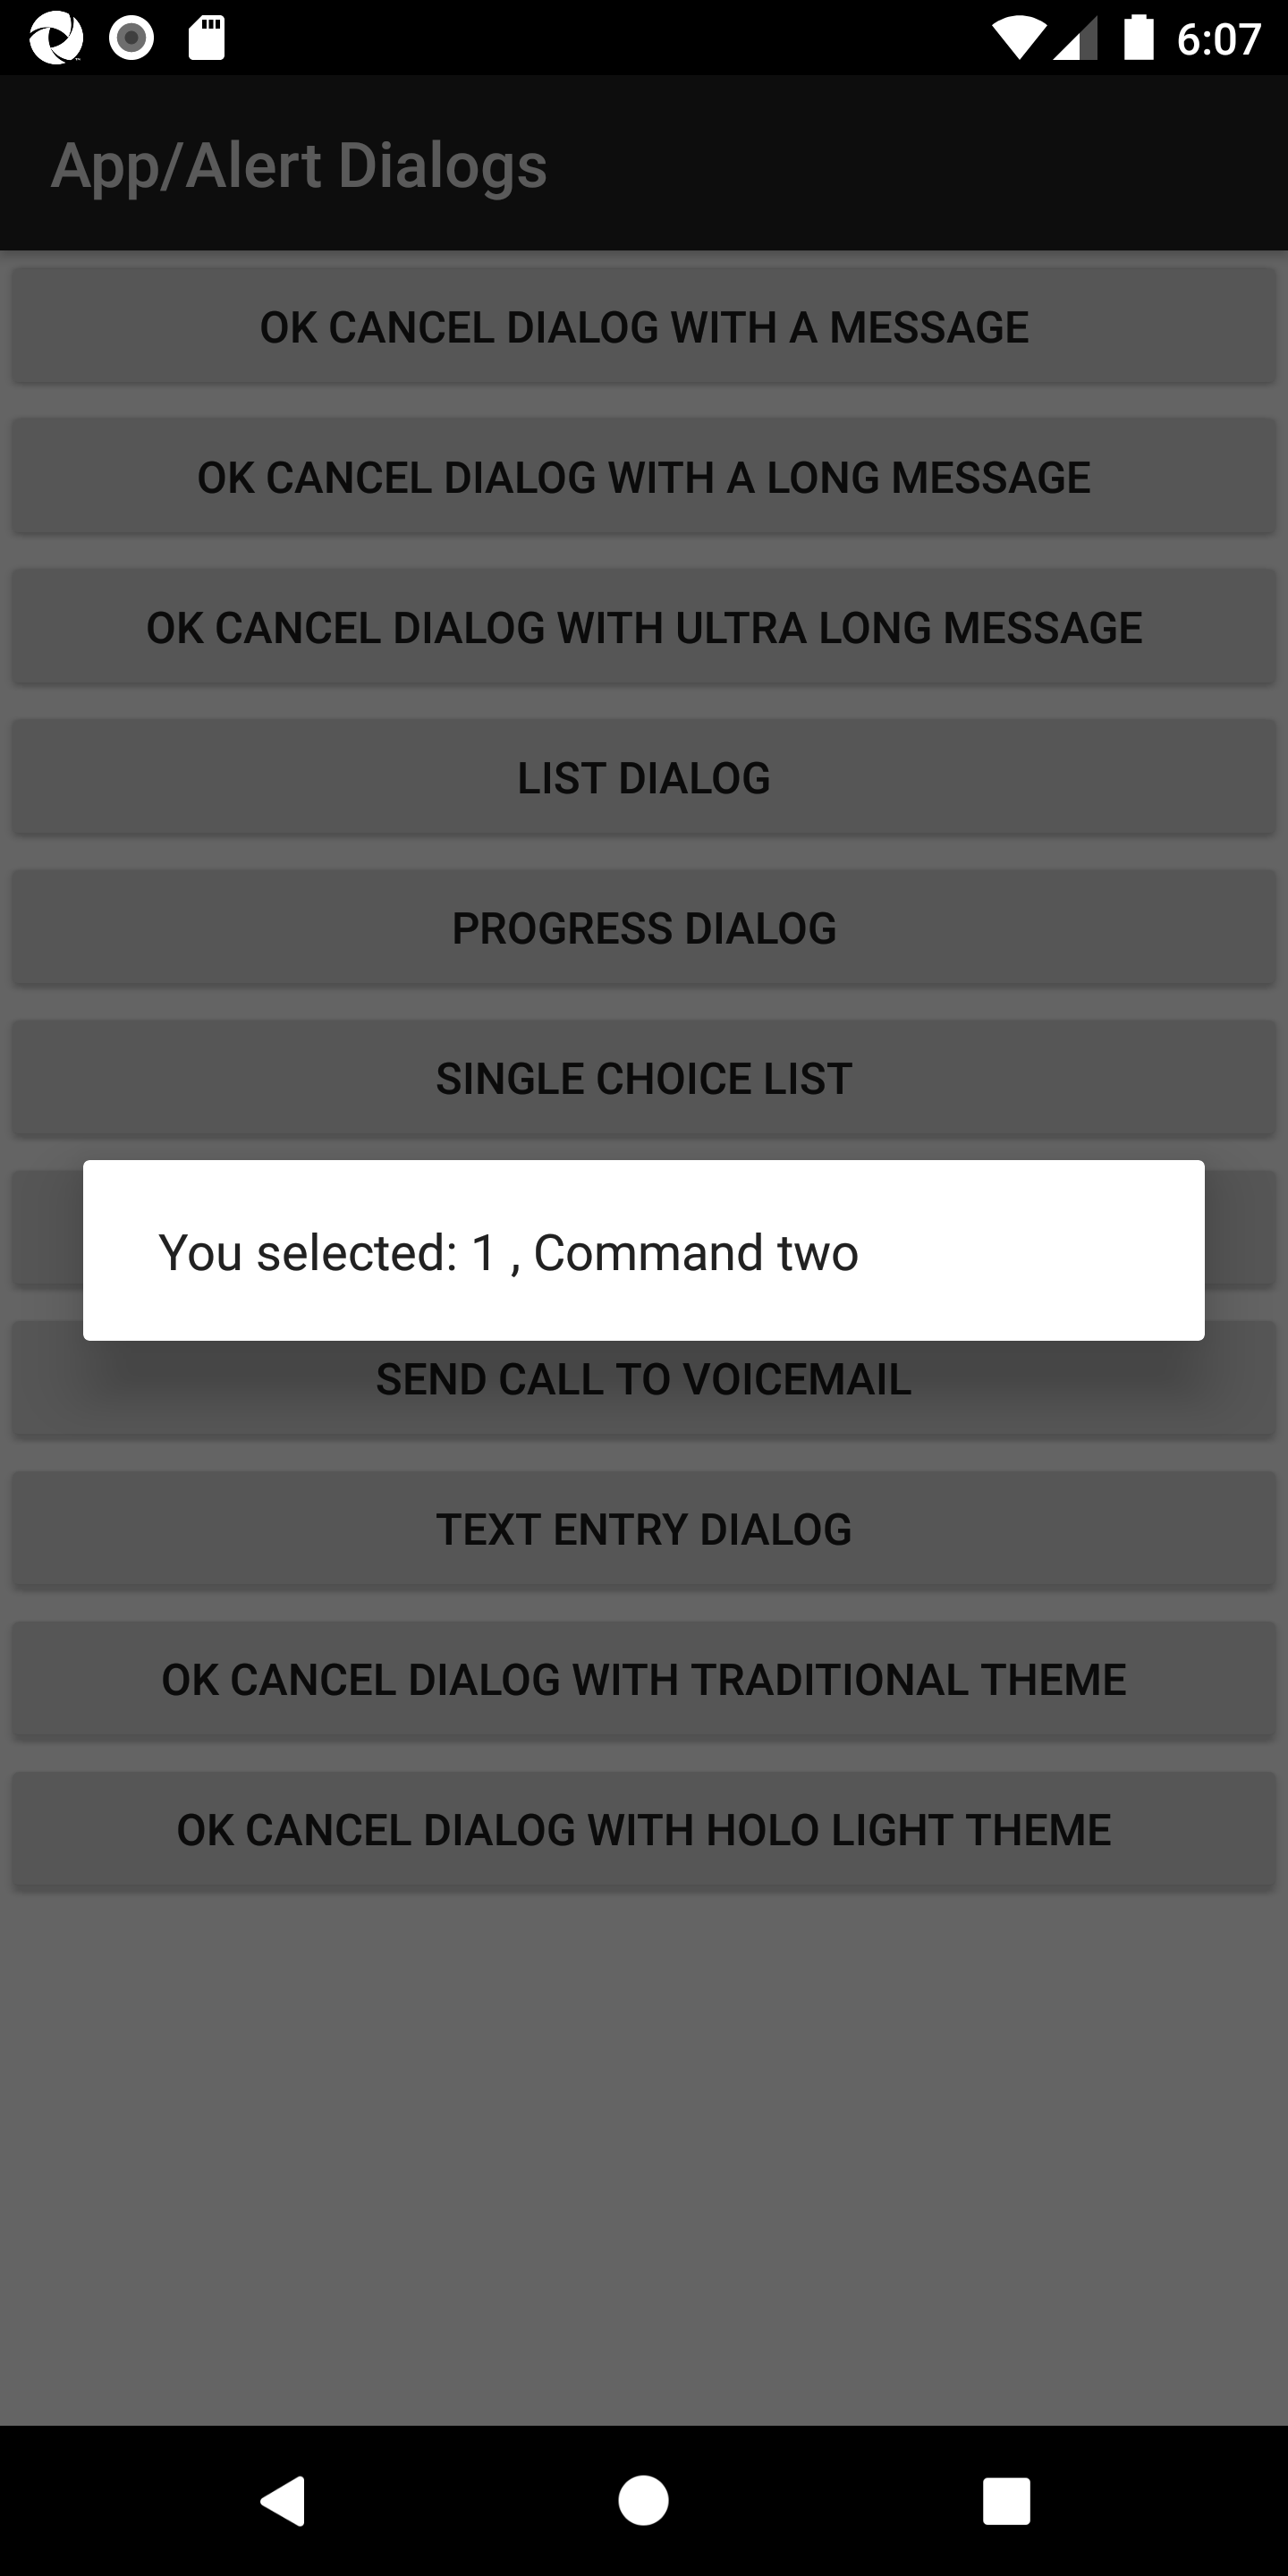 6:07
App/Alert Dialogs
OK CANCEL DIALOG WITH A MESSAGE
OK CANCEL DIALOG WITH A LONG MESSAGE
OK CANCEL DIALOG WITH ULTRA LONG MESSAGE
LIST DIALOG
PROGRESS DIALOG
SINGLE CHOICE LIST
You selected: 1 , Command two
SEND CALL TO VOICEMAIL
TEXT ENTRY DIALOG
OK CANCEL DIALOG WITH TRADITIONAL THEME
OK CANCEL DIALOG WITH HOLO LIGHT THEME